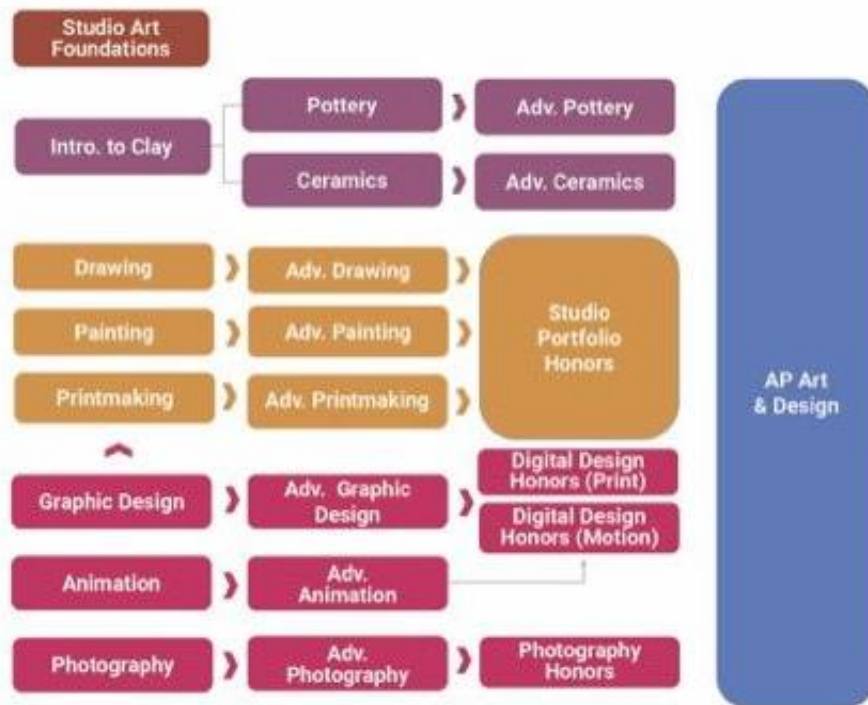 Studio Art
Foundations
Intro. to Clay
Pottery
Adv. Pottery
Ceramics
Adv. Ceramics
Drawing
Adv. Drawing
Painting
Adv. Painting
Printmaking
Adv. Printmaking
Studio
Portfolio
Honors
Graphic Design
Adv. Graphic
Design
Digital Design
Honors (Print)
Digital Design
Honors (Motion)
Animation
Adv.
Animation
Photography
Adv.
Photography
Photography
Honors
AP Art
& Design